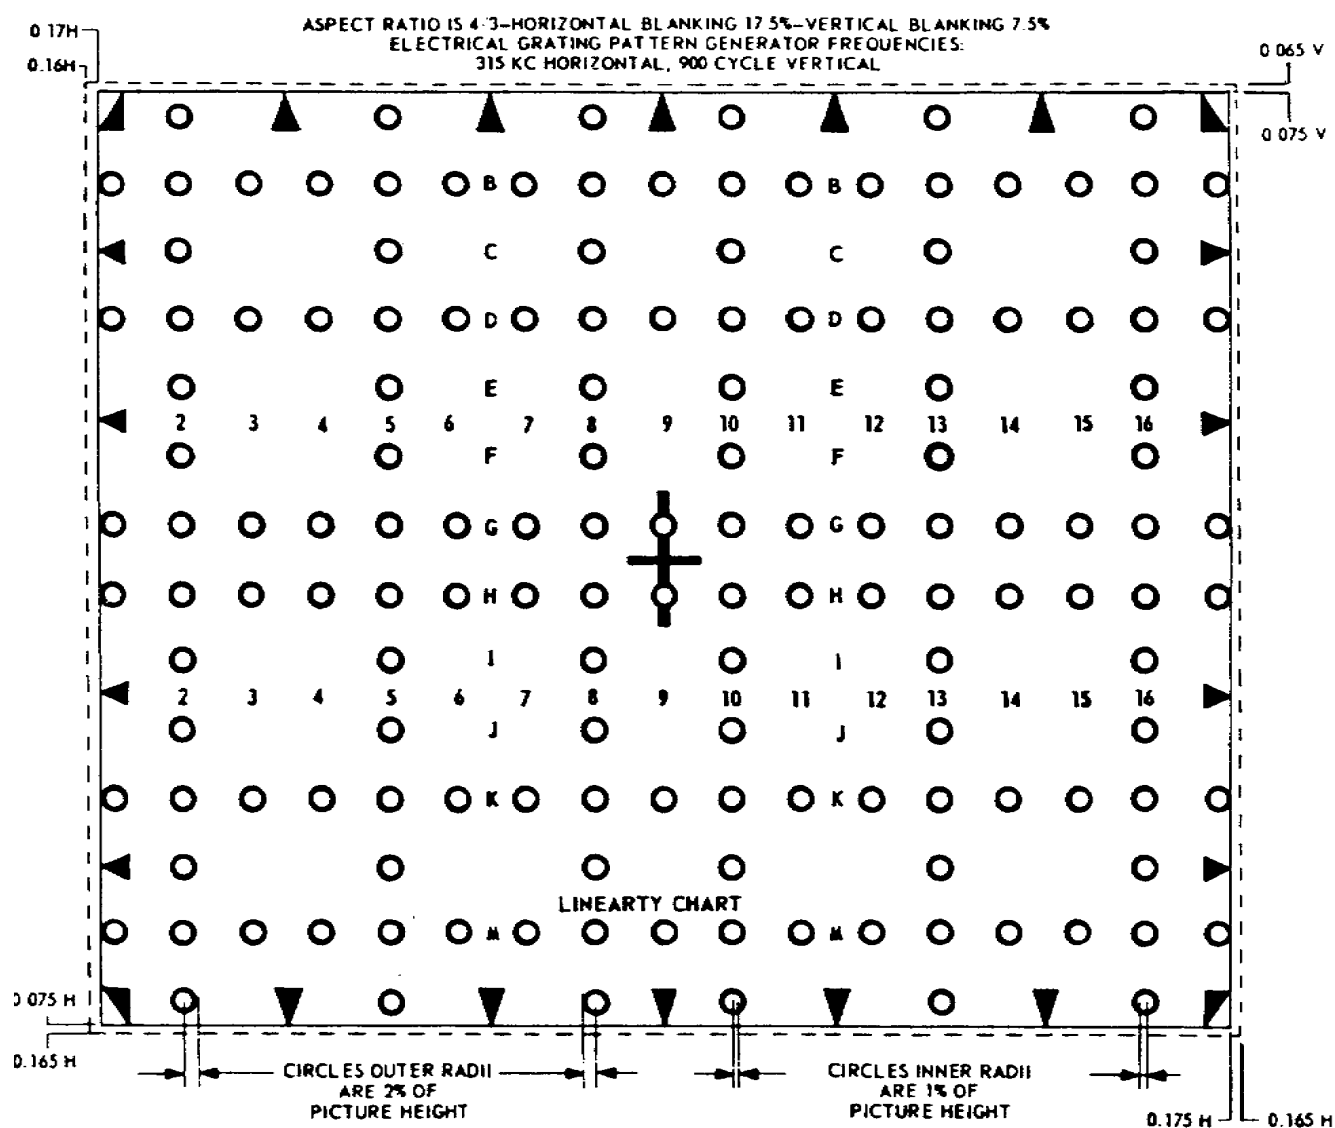 ASPECT RATIO IS 4:3–HORIZONTAL BLANKING 17.5%–VERTICAL BLANKING 7.5%
ELECTRICAL GRATING PATTERN GENERATOR FREQUENCIES:
315 KC HORIZONTAL, 900 CYCLE VERTICAL
0.17H
0.16H
0.065 V
0.075 V
B B
C C
D D
E E
2 3 4 5 6 7 8 9 10 11 12 13 14 15 16
F F
G G
H H
I I
2 3 4 5 6 7 8 9 10 11 12 13 14 15 16
J J
K K
LINEARTY CHART
M M
0.075 H
0.165 H
CIRCLES OUTER RADII
ARE 2% OF
PICTURE HEIGHT
CIRCLES INNER RADII
ARE 1% OF
PICTURE HEIGHT
0.175 H
0.165 H